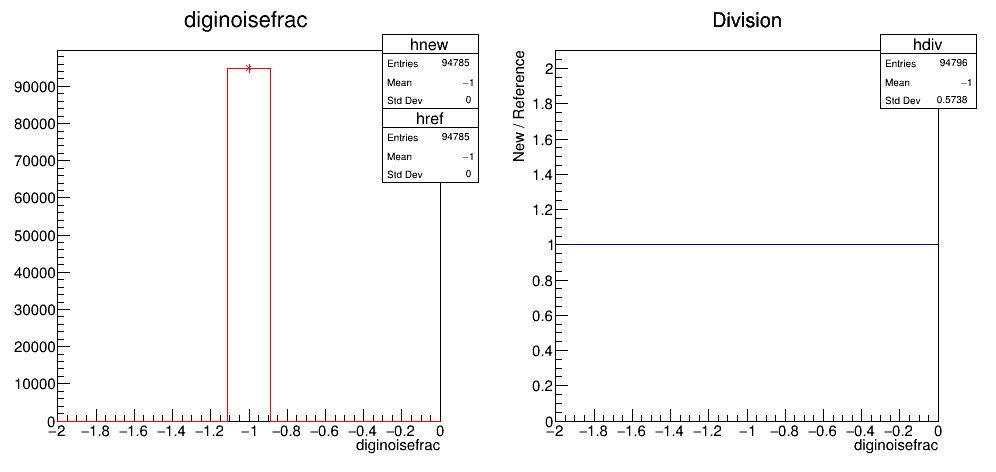 diginoisefrac
hnew
Entries 94785
Mean −1
Std Dev 0
href
Entries 94785
Mean −1
Std Dev 0
90000
80000
70000
60000
50000
40000
30000
20000
10000
0
−2 −1.8 −1.6 −1.4 −1.2 −1 −0.8 −0.6 −0.4 −0.2 0
diginoisefrac
Division
hdiv
Entries 94796
Mean −1
Std Dev 0.5738
New / Reference
2
1.8
1.6
1.4
1.2
1
0.8
0.6
0.4
0.2
0
−2 −1.8 −1.6 −1.4 −1.2 −1 −0.8 −0.6 −0.4 −0.2 0
diginoisefrac